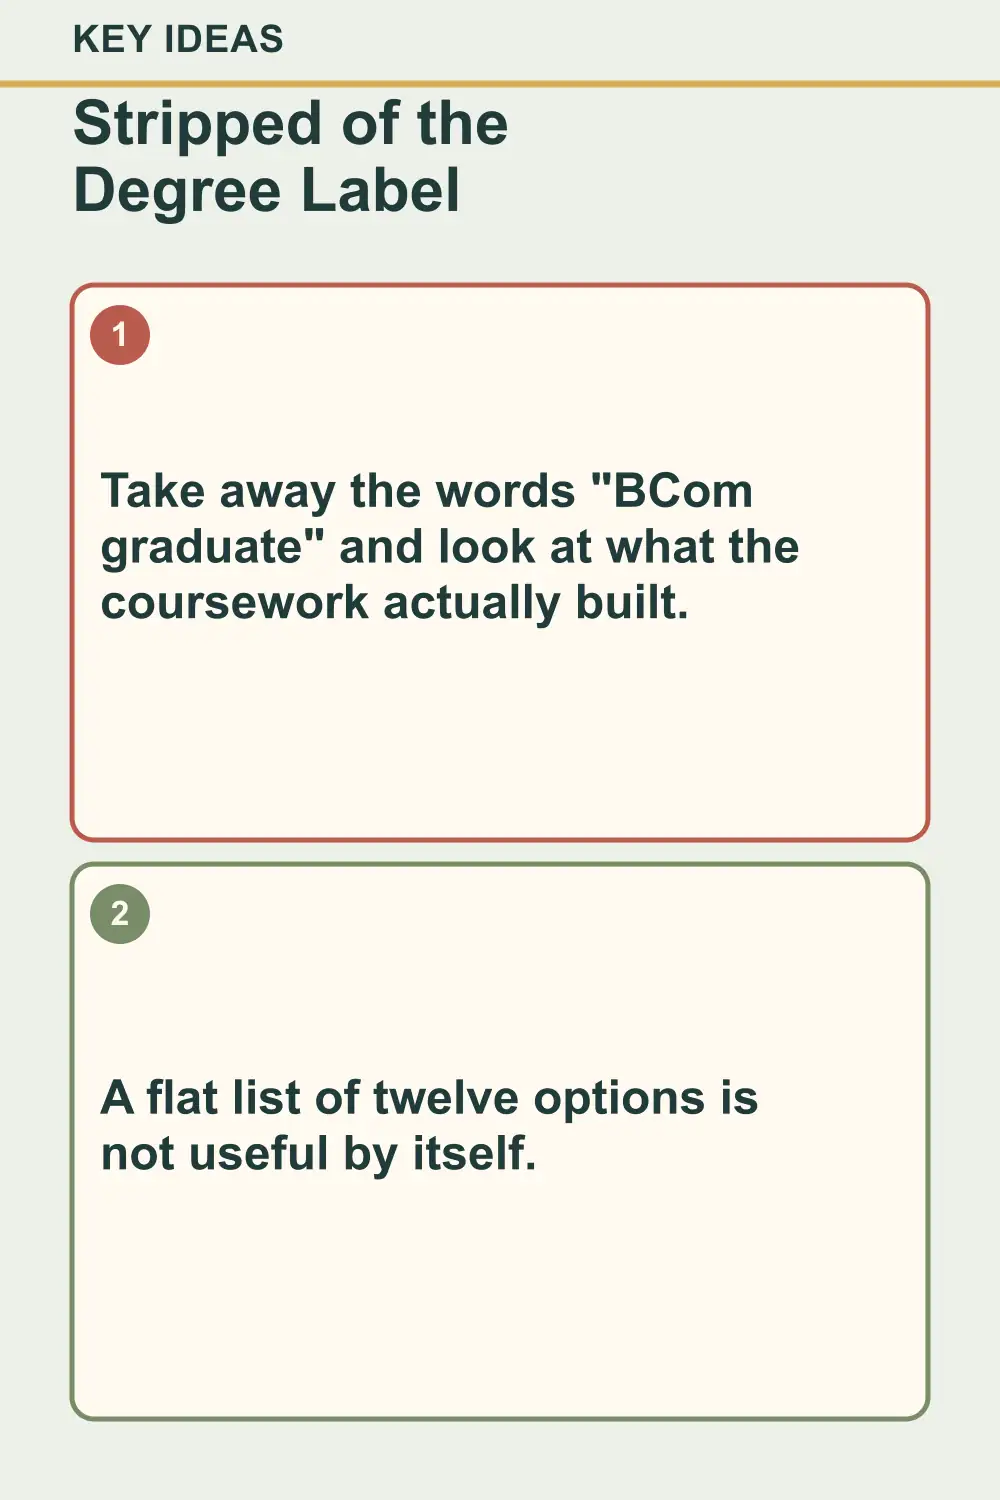 KEY IDEAS
Stripped of the
Degree Label
1
Take away the words "BCom
graduate" and look at what the
coursework actually built.
2
A flat list of twelve options is
not useful by itself.